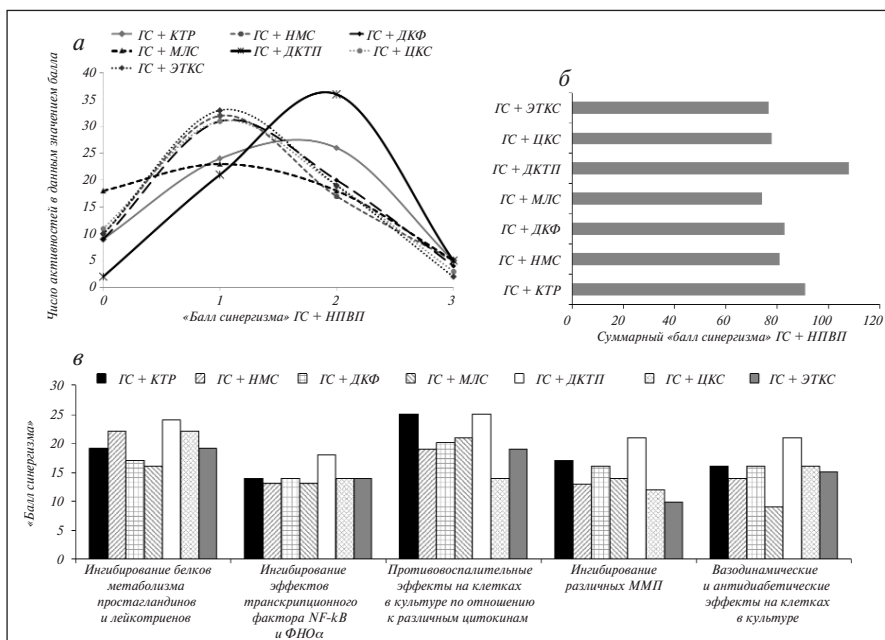 а
ГС + КТР ГС + НМС ГС + ДКФ
ГС + МЛС ГС + ДКТП ГС + ЦКС
ГС + ЭТКС
Число активностей в данным значением балла
40
35
30
25
20
15
10
5
0
0 1 2 3
«Балл синергизма» ГС + НПВП
б
ГС + ЭТКС
ГС + ЦКС
ГС + ДКТП
ГС + МЛС
ГС + ДКФ
ГС + НМС
ГС + КТР
0 20 40 60 80 100 120
Суммарный «балл синергизма» ГС + НПВП
в
ГС + КТР ГС + НМС ГС + ДКФ ГС + МЛС ГС + ДКТП ГС + ЦКС ГС + ЭТКС
«Балл синергизма»
30
25
20
15
10
5
0
Ингибирование белков
метаболизма
простагландинов
и лейкотриенов
Ингибирование
эффектов
транскрипционного
фактора NF-kB
и ФНОα
Противовоспалительные
эффекты на клетках
в культуре по отношению
к различным цитокинам
Ингибирование
различных ММП
Вазодинамические
и антидиабетические
эффекты на клетках
в культуре